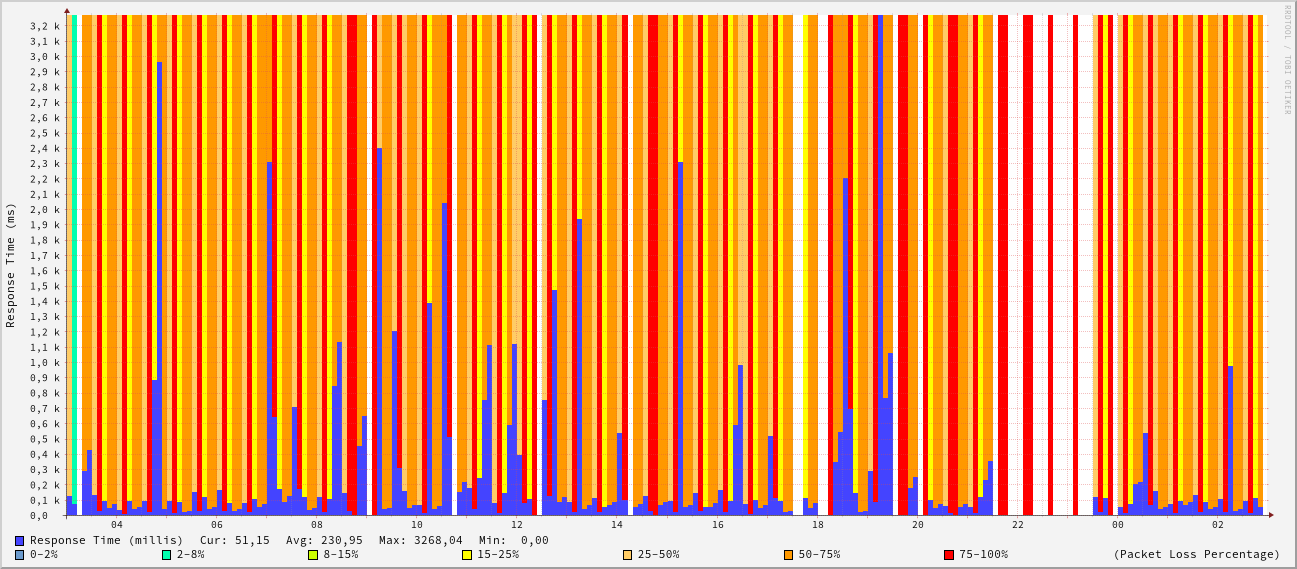 RRDTOOL / TOBI OETIKER
Response Time (ms)
3,2 k
3,1 k
3,0 k
2,9 k
2,8 k
2,7 k
2,6 k
2,5 k
2,4 k
2,3 k
2,2 k
2,1 k
2,0 k
1,9 k
1,8 k
1,7 k
1,6 k
1,5 k
1,4 k
1,3 k
1,2 k
1,1 k
1,0 k
0,9 k
0,8 k
0,7 k
0,6 k
0,5 k
0,4 k
0,3 k
0,2 k
0,1 k
0,0
04 06 08 10 12 14 16 18 20 22 00 02
Response Time (millis) Cur: 51,15 Avg: 230,95 Max: 3268,04 Min: 0,00
0-2% 2-8% 8-15% 15-25% 25-50% 50-75% 75-100% (Packet Loss Percentage)